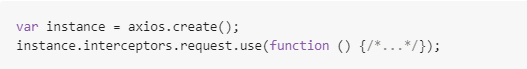 var instance = axios.create();
instance.interceptors.request.use(function () {/*...*/});